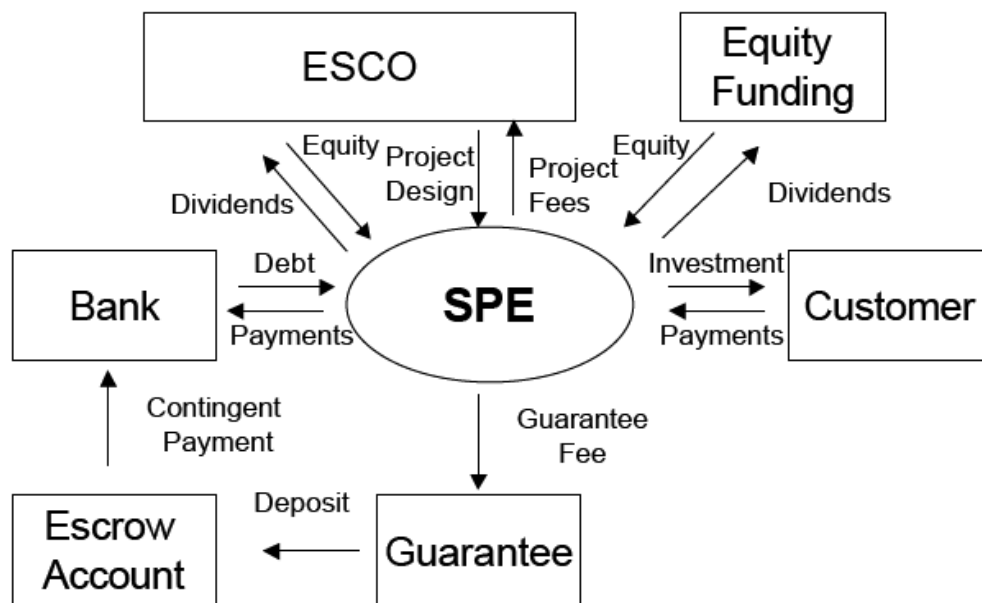 ESCO
Equity
Funding
Equity
Project
Design
Project
Fees
Equity
Dividends
Dividends
Bank
Debt
Payments
SPE
Investment
Payments
Customer
Contingent
Payment
Guarantee
Fee
Escrow
Account
Deposit
Guarantee